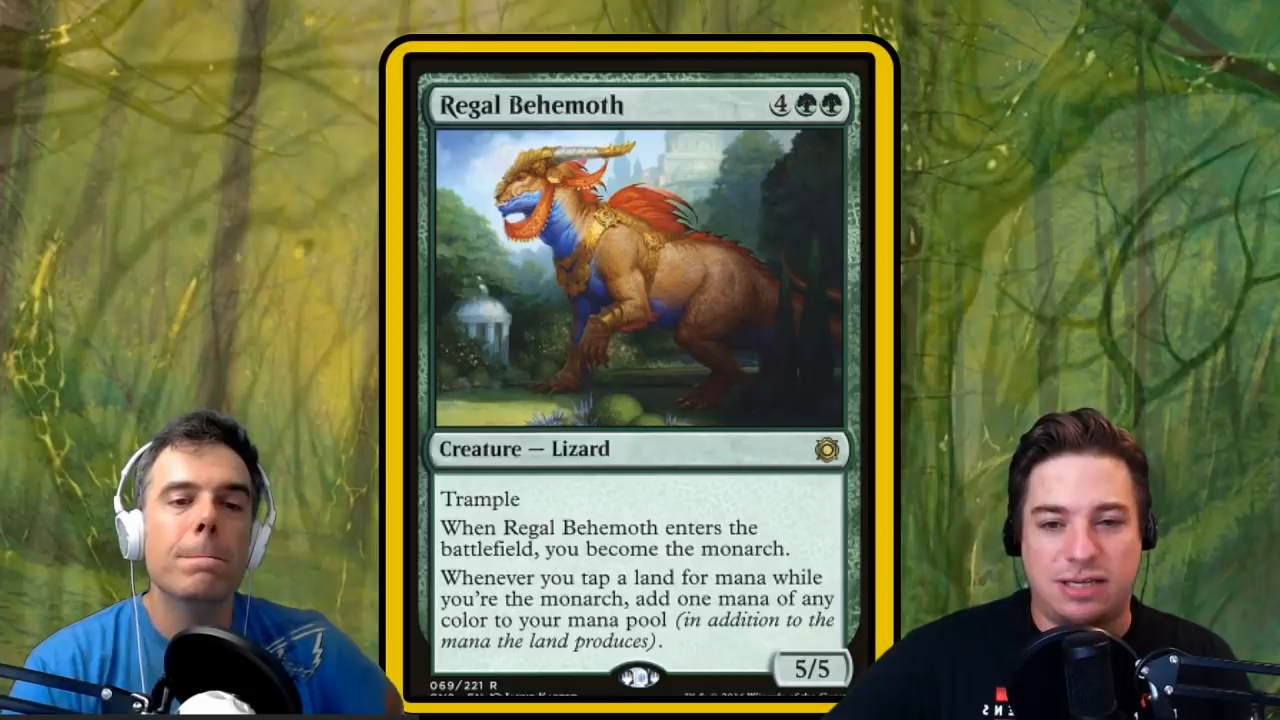 Regal Behemoth 4
Creature — Lizard
Trample
When Regal Behemoth enters the
battlefield, you become the monarch.
Whenever you tap a land for mana while
you're the monarch, add one mana of any
color to your mana pool (in addition to the
mana the land produces).
5/5
069/221 R